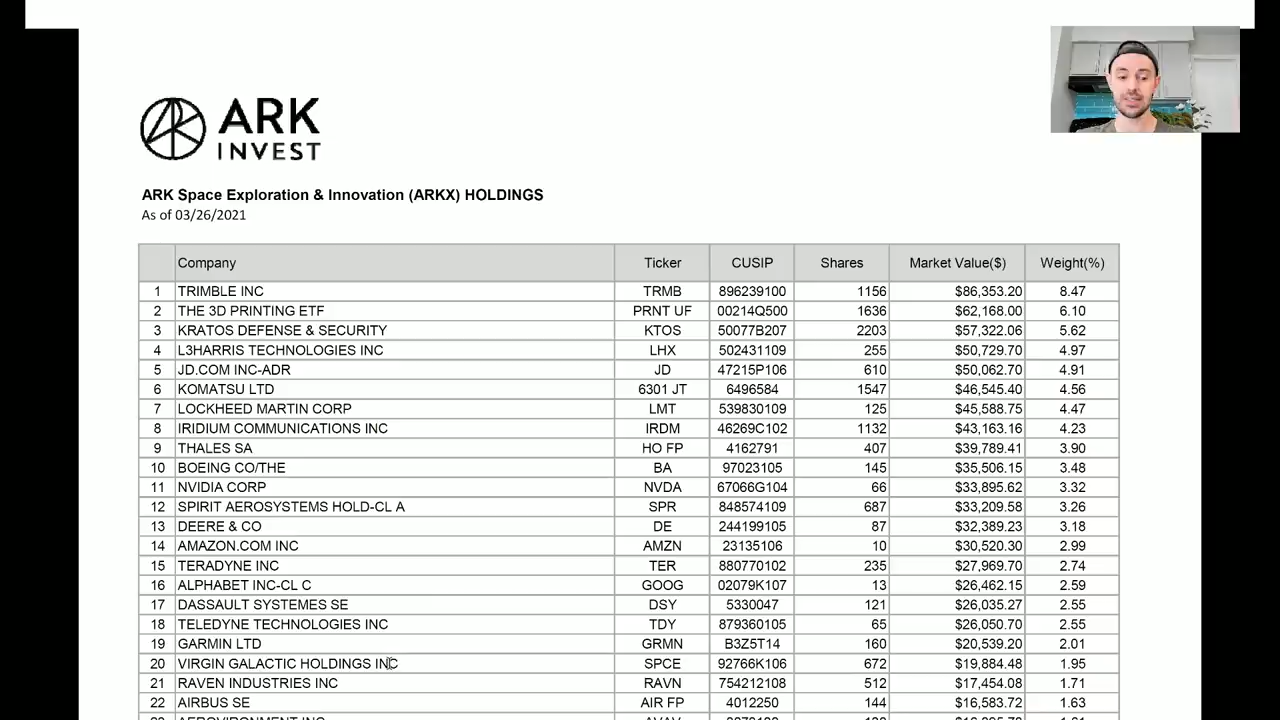 ARK
INVEST
ARK Space Exploration & Innovation (ARKX) HOLDINGS
As of 03/26/2021
Company Ticker CUSIP Shares Market Value($) Weight(%)
1 TRIMBLE INC TRMB 896239100 1156 $86,353.20 8.47
2 THE 3D PRINTING ETF PRNT UF 00214Q500 1636 $62,168.00 6.10
3 KRATOS DEFENSE & SECURITY KTOS 50077B207 2203 $57,322.06 5.62
4 L3HARRIS TECHNOLOGIES INC LHX 502431109 255 $50,729.70 4.97
5 JD.COM INC-ADR JD 47215P106 610 $50,062.70 4.91
6 KOMATSU LTD 6301 JT 6496584 1547 $46,545.40 4.56
7 LOCKHEED MARTIN CORP LMT 539830109 125 $45,588.75 4.47
8 IRIDIUM COMMUNICATIONS INC IRDM 46269C102 1132 $43,163.16 4.23
9 THALES SA HO FP 4162791 407 $39,789.41 3.90
10 BOEING CO/THE BA 97023105 145 $35,506.15 3.48
11 NVIDIA CORP NVDA 67066G104 66 $33,895.62 3.32
12 SPIRIT AEROSYSTEMS HOLD-CL A SPR 848574109 687 $33,209.58 3.26
13 DEERE & CO DE 244199105 87 $32,389.23 3.18
14 AMAZON.COM INC AMZN 23135106 10 $30,520.30 2.99
15 TERADYNE INC TER 880770102 235 $27,969.70 2.74
16 ALPHABET INC-CL C GOOG 02079K107 13 $26,462.15 2.59
17 DASSAULT SYSTEMES SE DSY 5330047 121 $26,035.27 2.55
18 TELEDYNE TECHNOLOGIES INC TDY 879360105 65 $26,050.70 2.55
19 GARMIN LTD GRMN B3Z5T14 160 $20,539.20 2.01
20 VIRGIN GALACTIC HOLDINGS INC SPCE 92766K106 672 $19,884.48 1.95
21 RAVEN INDUSTRIES INC RAVN 754212108 512 $17,454.08 1.71
22 AIRBUS SE AIR FP 4012250 144 $16,583.72 1.63